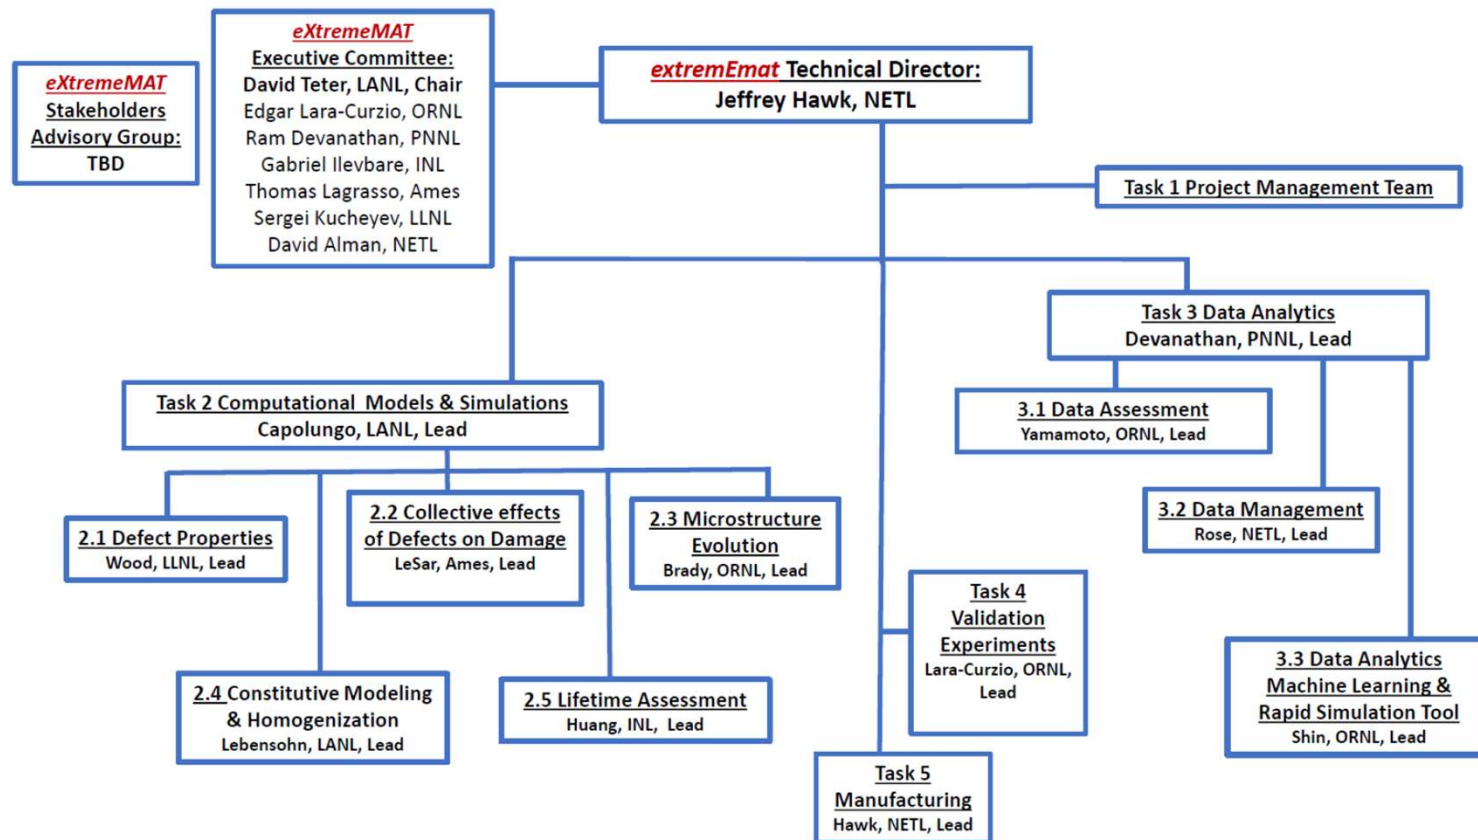 eXtremeMAT
Stakeholders
Advisory Group:
TBD
eXtremeMAT
Executive Committee:
David Teter, LANL, Chair
Edgar Lara-Curzio, ORNL
Ram Devanathan, PNNL
Gabriel Ilevbare, INL
Thomas Lagrasso, Ames
Sergei Kucheyev, LLNL
David Alman, NETL
extremEmat Technical Director:
Jeffrey Hawk, NETL
Task 1 Project Management Team
Task 3 Data Analytics
Devanathan, PNNL, Lead
Task 2 Computational Models & Simulations
Capolungo, LANL, Lead
3.1 Data Assessment
Yamamoto, ORNL, Lead
2.1 Defect Properties
Wood, LLNL, Lead
2.2 Collective effects
of Defects on Damage
LeSar, Ames, Lead
2.3 Microstructure
Evolution
Brady, ORNL, Lead
3.2 Data Management
Rose, NETL, Lead
2.4 Constitutive Modeling
& Homogenization
Lebensohn, LANL, Lead
2.5 Lifetime Assessment
Huang, INL, Lead
Task 4
Validation
Experiments
Lara-Curzio, ORNL,
Lead
3.3 Data Analytics
Machine Learning &
Rapid Simulation Tool
Shin, ORNL, Lead
Task 5
Manufacturing
Hawk, NETL, Lead